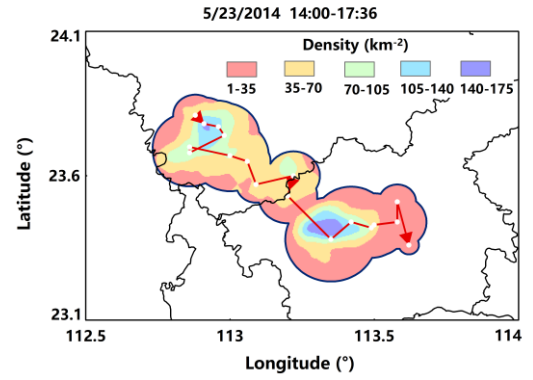 5/23/2014 14:00-17:36
24.1
Density (km-2)
1-35 35-70 70-105 105-140 140-175
Latitude (°)
23.6
23.1
112.5 113 113.5 114
Longitude (°)